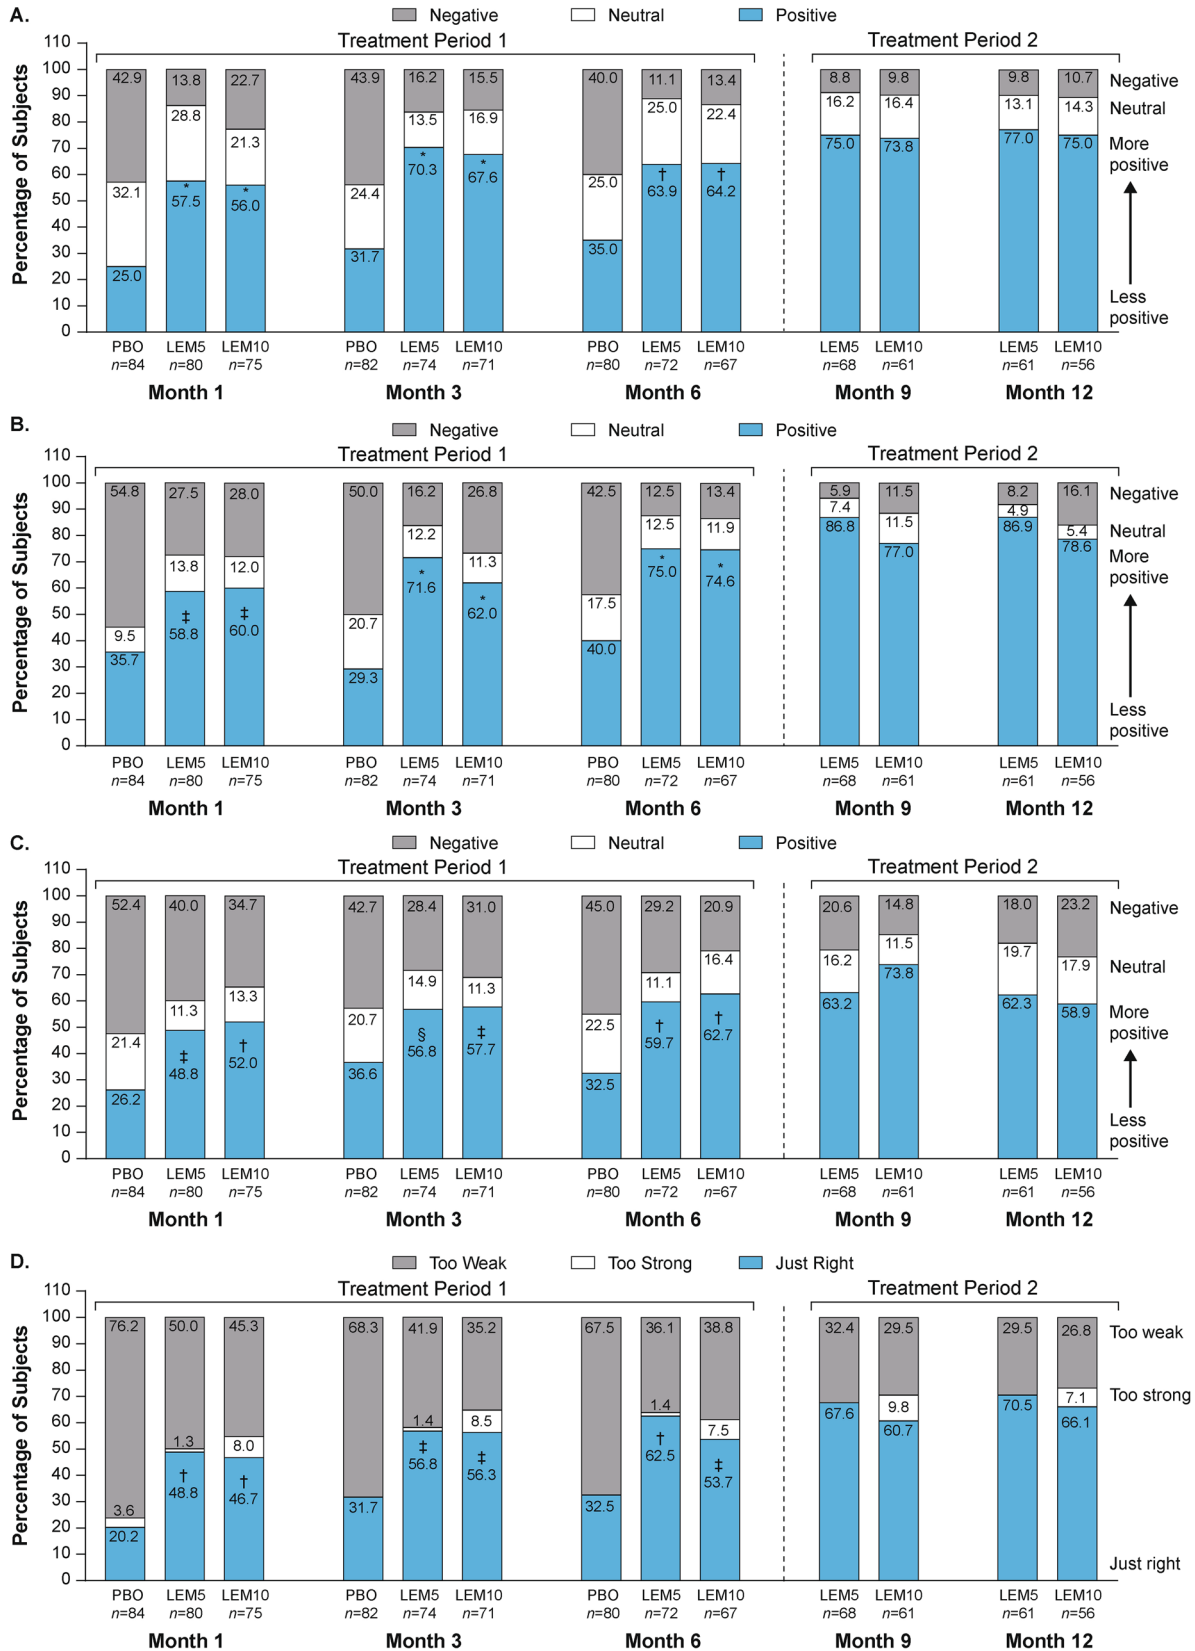 A.
Negative Neutral Positive
Treatment Period 1 Treatment Period 2
Percentage of Subjects
110
100
90
80
70
60
50
40
30
20
10
0
42.9 13.8 22.7 43.9 16.2 15.5 40.0 11.1 13.4 8.8 9.8 9.8 10.7
32.1 28.8 21.3 24.4 13.5 16.9 25.0 25.0 22.4 16.2 16.4 13.1 14.3
* * * * † †
25.0 57.5 56.0 31.7 70.3 67.6 35.0 63.9 64.2 75.0 73.8 77.0 75.0
Negative
Neutral
More
positive
Less
positive
PBO LEM5 LEM10 PBO LEM5 LEM10 PBO LEM5 LEM10 LEM5 LEM10 LEM5 LEM10
n=84 n=80 n=75 n=82 n=74 n=71 n=80 n=72 n=67 n=68 n=61 n=61 n=56
Month 1 Month 3 Month 6 Month 9 Month 12
B.
Negative Neutral Positive
Treatment Period 1 Treatment Period 2
Percentage of Subjects
110
100
90
80
70
60
50
40
30
20
10
0
54.8 27.5 28.0 50.0 16.2 26.8 42.5 12.5 13.4 5.9 11.5 8.2 16.1
9.5 13.8 12.0 20.7 12.2 11.3 17.5 12.5 11.9 7.4 11.5 4.9 5.4
‡ ‡ * * * *
35.7 58.8 60.0 29.3 71.6 62.0 40.0 75.0 74.6 86.8 77.0 86.9 78.6
Negative
Neutral
More
positive
Less
positive
PBO LEM5 LEM10 PBO LEM5 LEM10 PBO LEM5 LEM10 LEM5 LEM10 LEM5 LEM10
n=84 n=80 n=75 n=82 n=74 n=71 n=80 n=72 n=67 n=68 n=61 n=61 n=56
Month 1 Month 3 Month 6 Month 9 Month 12
C.
Negative Neutral Positive
Treatment Period 1 Treatment Period 2
Percentage of Subjects
110
100
90
80
70
60
50
40
30
20
10
0
52.4 40.0 34.7 42.7 28.4 31.0 45.0 29.2 20.9 20.6 14.8 18.0 23.2
21.4 11.3 13.3 20.7 14.9 11.3 22.5 11.1 16.4 16.2 11.5 19.7 17.9
‡ † § ‡ † †
26.2 48.8 52.0 36.6 56.8 57.7 32.5 59.7 62.7 63.2 73.8 62.3 58.9
Negative
Neutral
More
positive
Less
positive
PBO LEM5 LEM10 PBO LEM5 LEM10 PBO LEM5 LEM10 LEM5 LEM10 LEM5 LEM10
n=84 n=80 n=75 n=82 n=74 n=71 n=80 n=72 n=67 n=68 n=61 n=61 n=56
Month 1 Month 3 Month 6 Month 9 Month 12
D.
Too Weak Too Strong Just Right
Treatment Period 1 Treatment Period 2
Percentage of Subjects
110
100
90
80
70
60
50
40
30
20
10
0
76.2 50.0 45.3 68.3 41.9 35.2 67.5 36.1 38.8 32.4 29.5 29.5 26.8
3.6 1.3 8.0 1.4 8.5 1.4 7.5 9.8 7.1
† † ‡ ‡ † ‡
20.2 48.8 46.7 31.7 56.8 56.3 32.5 62.5 53.7 67.6 60.7 70.5 66.1
Too weak
Too strong
Just right
PBO LEM5 LEM10 PBO LEM5 LEM10 PBO LEM5 LEM10 LEM5 LEM10 LEM5 LEM10
n=84 n=80 n=75 n=82 n=74 n=71 n=80 n=72 n=67 n=68 n=61 n=61 n=56
Month 1 Month 3 Month 6 Month 9 Month 12